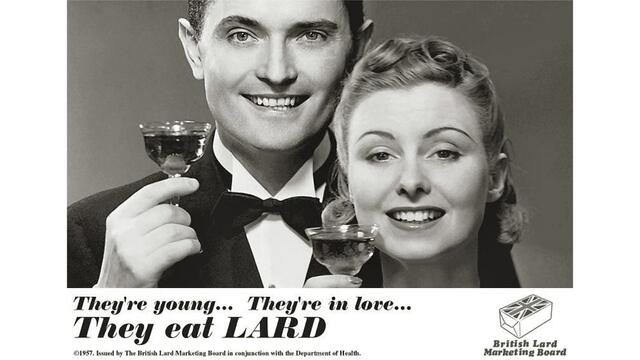 They're young... They're in love...
They eat LARD
©1957. Issued by The British Lard Marketing Board in conjunction with the Department of Health.
British Lard
Marketing Board